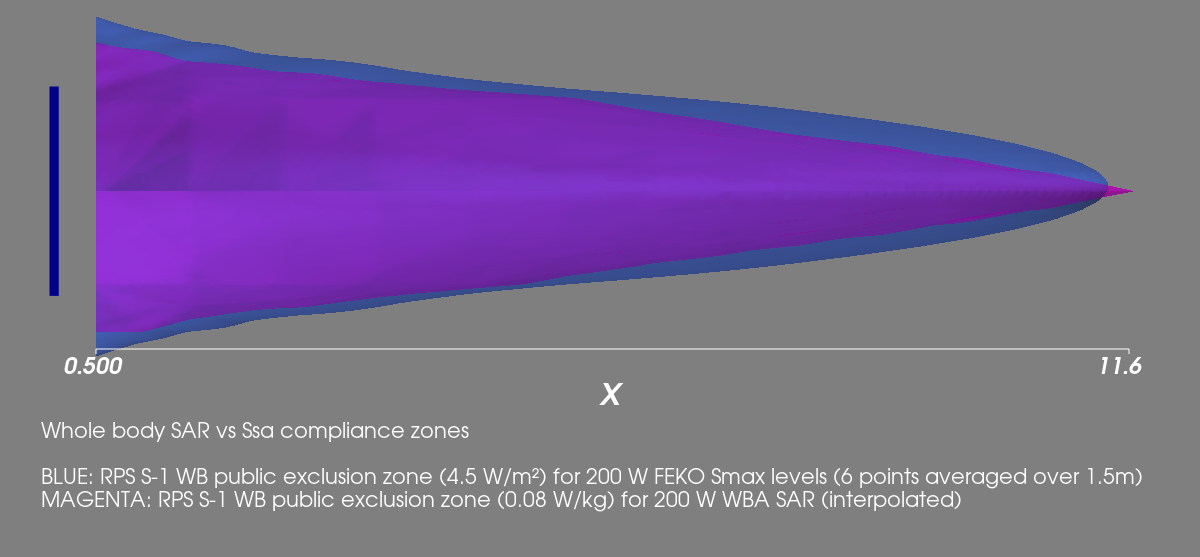 0.500
11.6
X
Whole body SAR vs Ssa compliance zones
BLUE: RPS S-1 WB public exclusion zone (4.5 W/m²) for 200 W FEKO Smax levels (6 points averaged over 1.5m)
MAGENTA: RPS S-1 WB public exclusion zone (0.08 W/kg) for 200 W WBA SAR (interpolated)